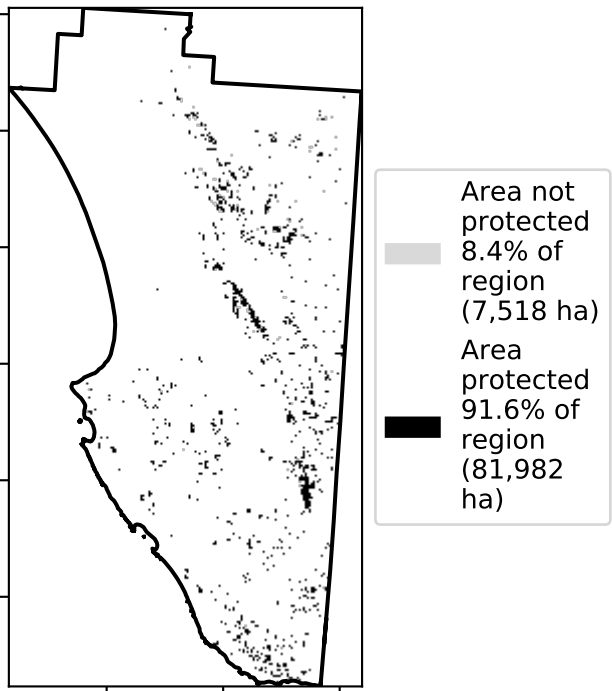 Area not
protected
8.4% of
region
(7,518 ha)
Area
protected
91.6% of
region
(81,982
ha)